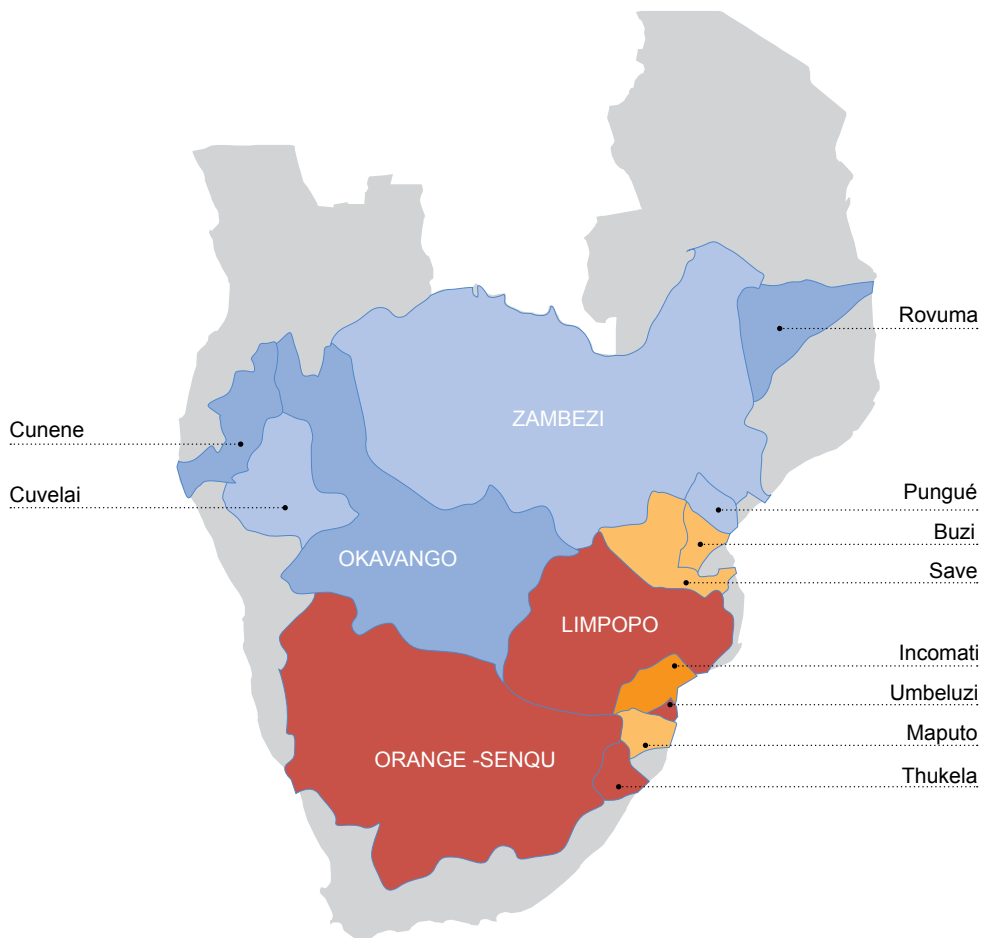 Rovuma
ZAMBEZI
Cunene
Cuvelai
Pungué
Buzi
OKAVANGO
Save
LIMPOPO
Incomati
Umbeluzi
Maputo
ORANGE -SENQU
Thukela